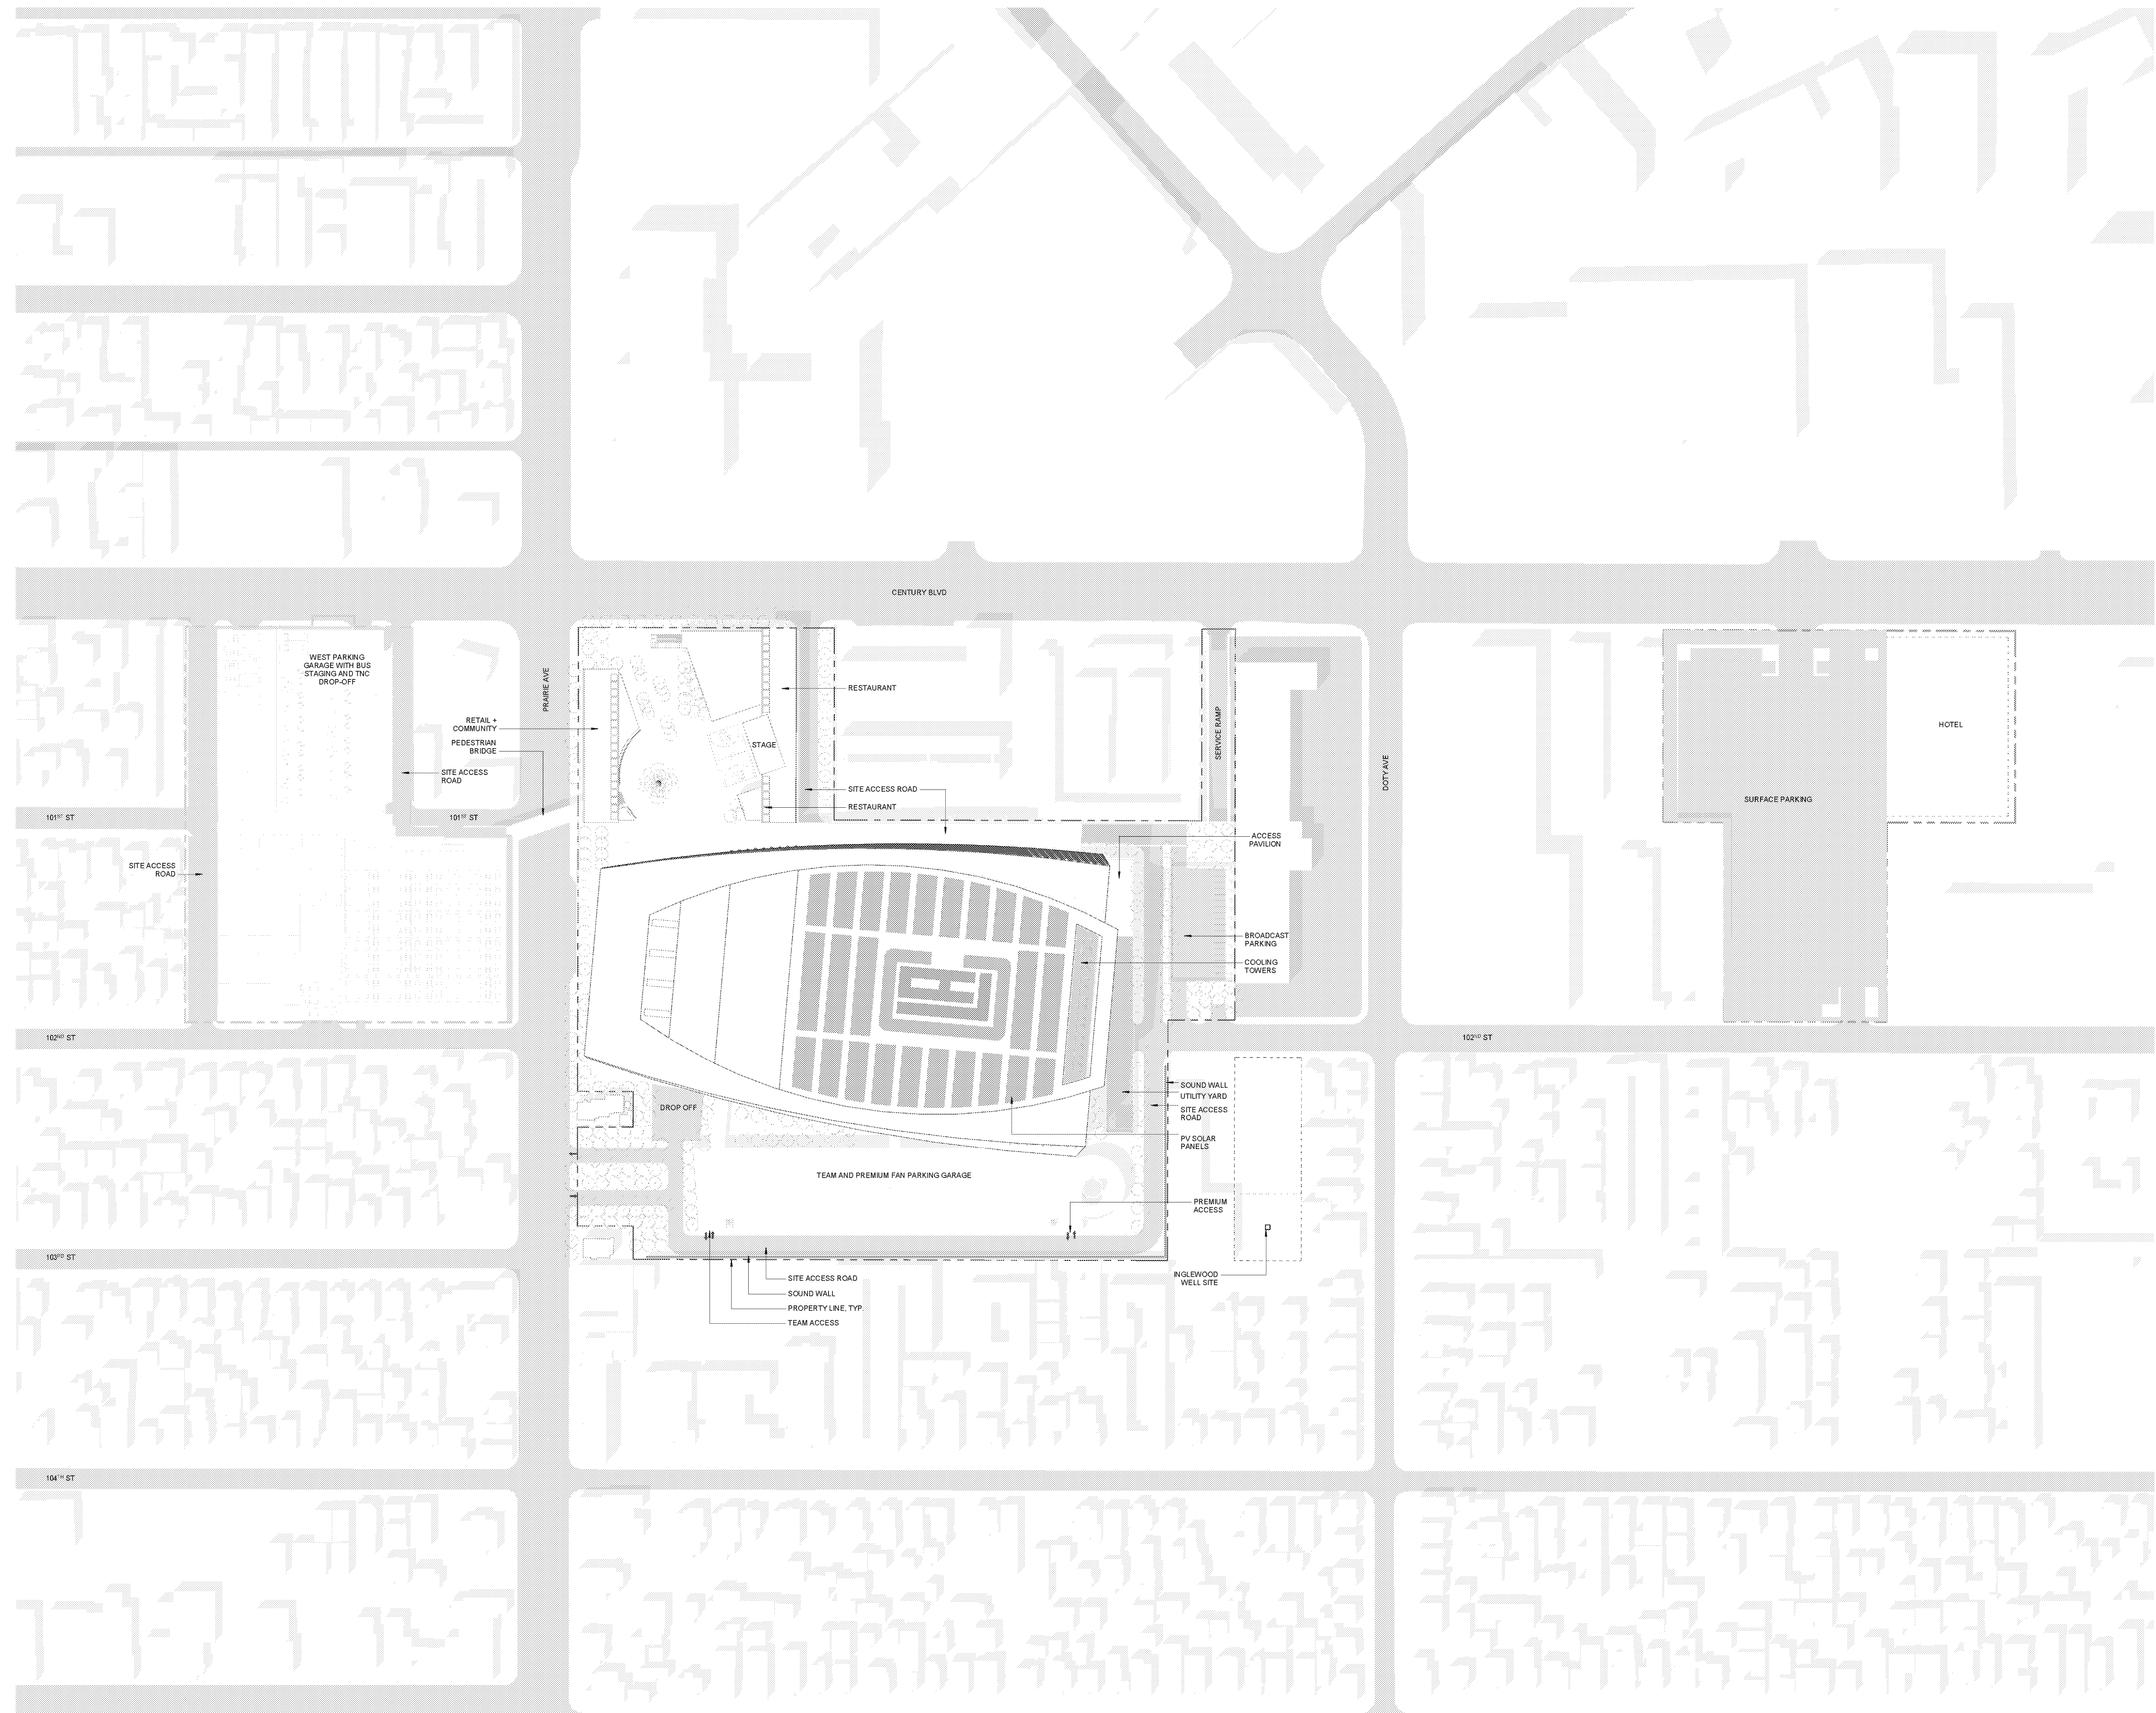 CENTURY BLVD
WEST PARKING
GARAGE WITH BUS
STAGING AND TNC
DROP-OFF
PRAIRIE AVE
RESTAURANT
RETAIL +
COMMUNITY
PEDESTRIAN
BRIDGE
SITE ACCESS
ROAD
STAGE
SERVICE RAMP
DOTY AVE
HOTEL
SITE ACCESS ROAD
RESTAURANT
SURFACE PARKING
101ST ST
101ST ST
ACCESS
PAVILION
SITE ACCESS
ROAD
BROADCAST
PARKING
COOLING
TOWERS
102ND ST
102ND ST
SOUND WALL
UTILITY YARD
SITE ACCESS
ROAD
DROP OFF
PV SOLAR
PANELS
TEAM AND PREMIUM FAN PARKING GARAGE
PREMIUM
ACCESS
103RD ST
INGLEWOOD
WELL SITE
SITE ACCESS ROAD
SOUND WALL
PROPERTY LINE, TYP.
TEAM ACCESS
104TH ST